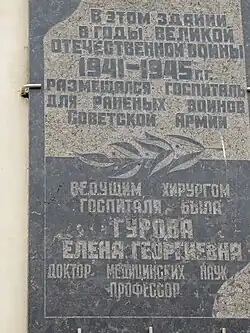 В ЭТОМ ЗДАНИИ
В ГОДЫ ВЕЛИКОЙ
ОТЕЧЕСТВЕННОЙ ВОЙНЫ
1941-1945 Г.Г.
РАЗМЕЩАЛСЯ ГОСПИТАЛЬ
ДЛЯ РАНЕНЫХ ВОИНОВ
СОВЕТСКОЙ АРМИИ
ВЕДУЩИМ ХИРУРГОМ
ГОСПИТАЛЯ БЫЛА
ГУРОВА
ЕЛЕНА ГЕОРГИЕВНА
ДОКТОР МЕДИЦИНСКИХ НАУК
ПРОФЕССОР